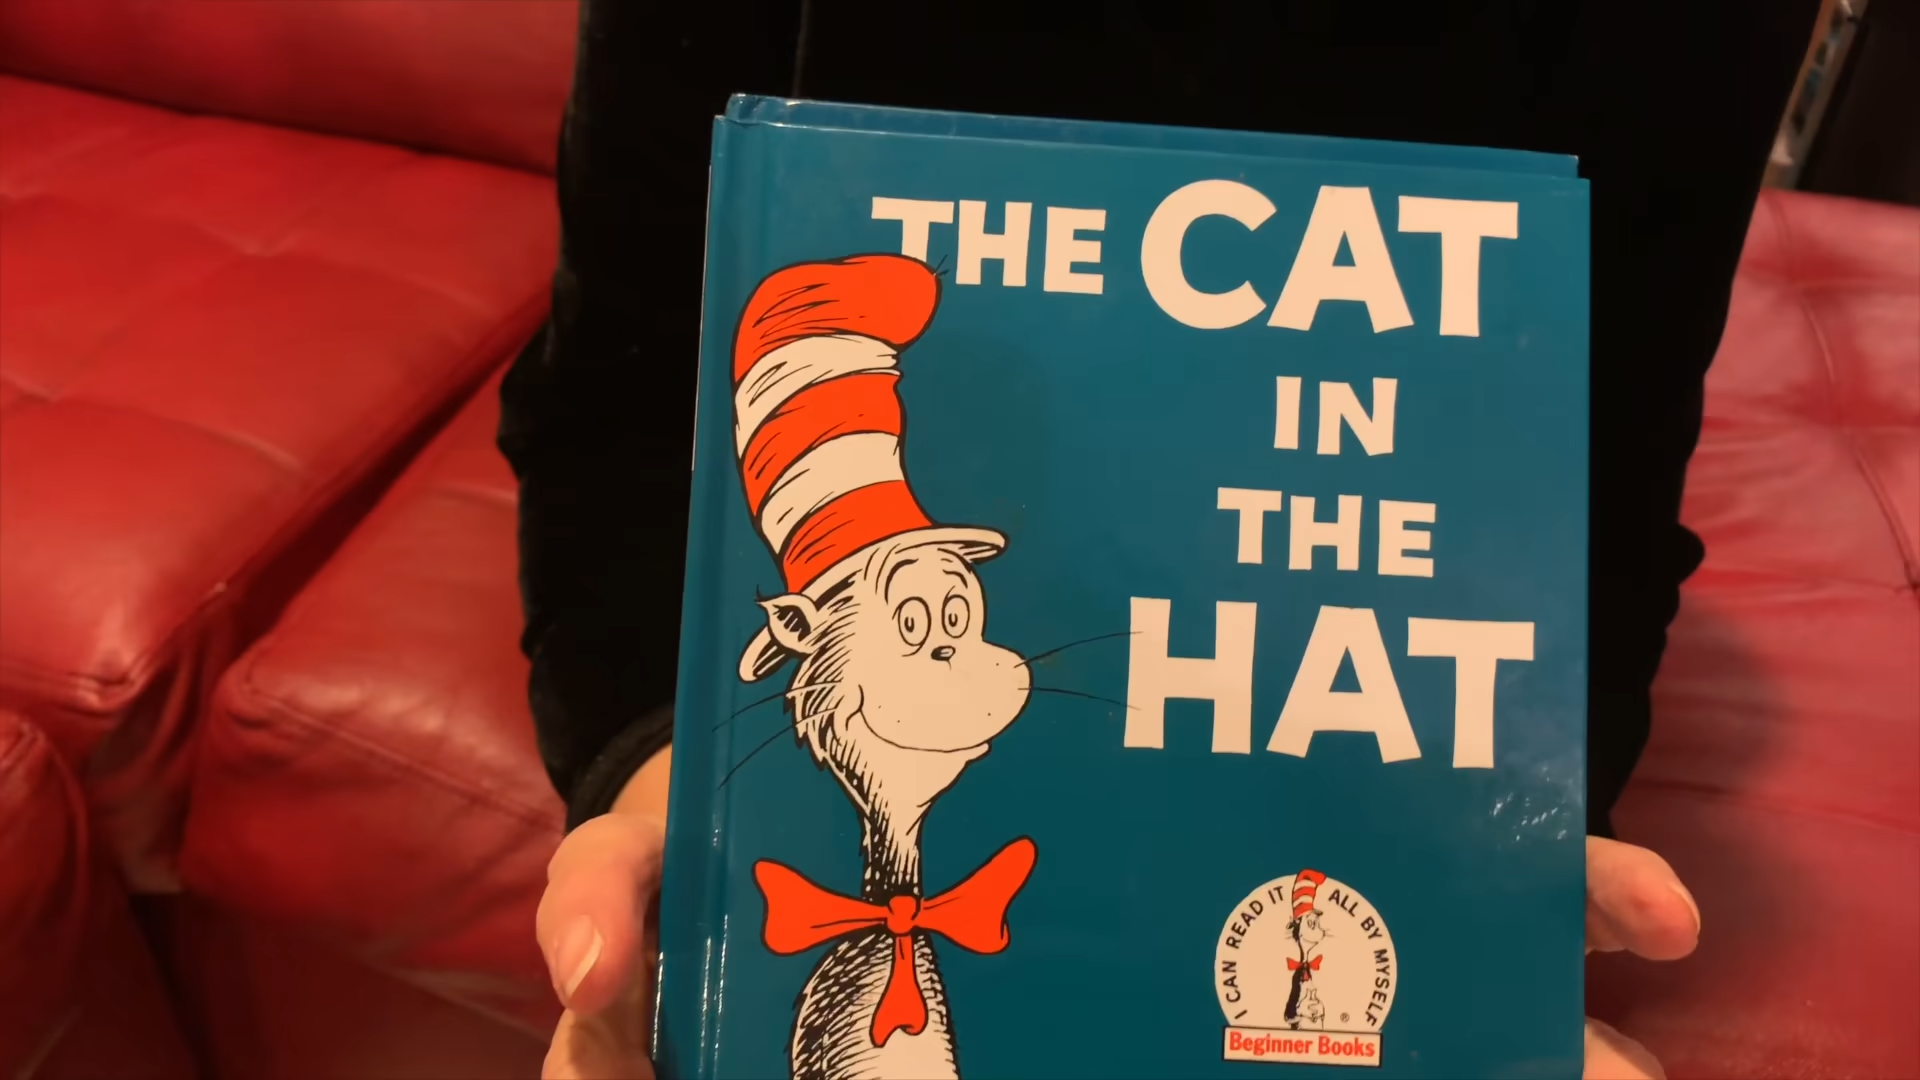 THE CAT
IN
THE
HAT
I CAN READ IT ALL BY MYSELF
®
Beginner Books